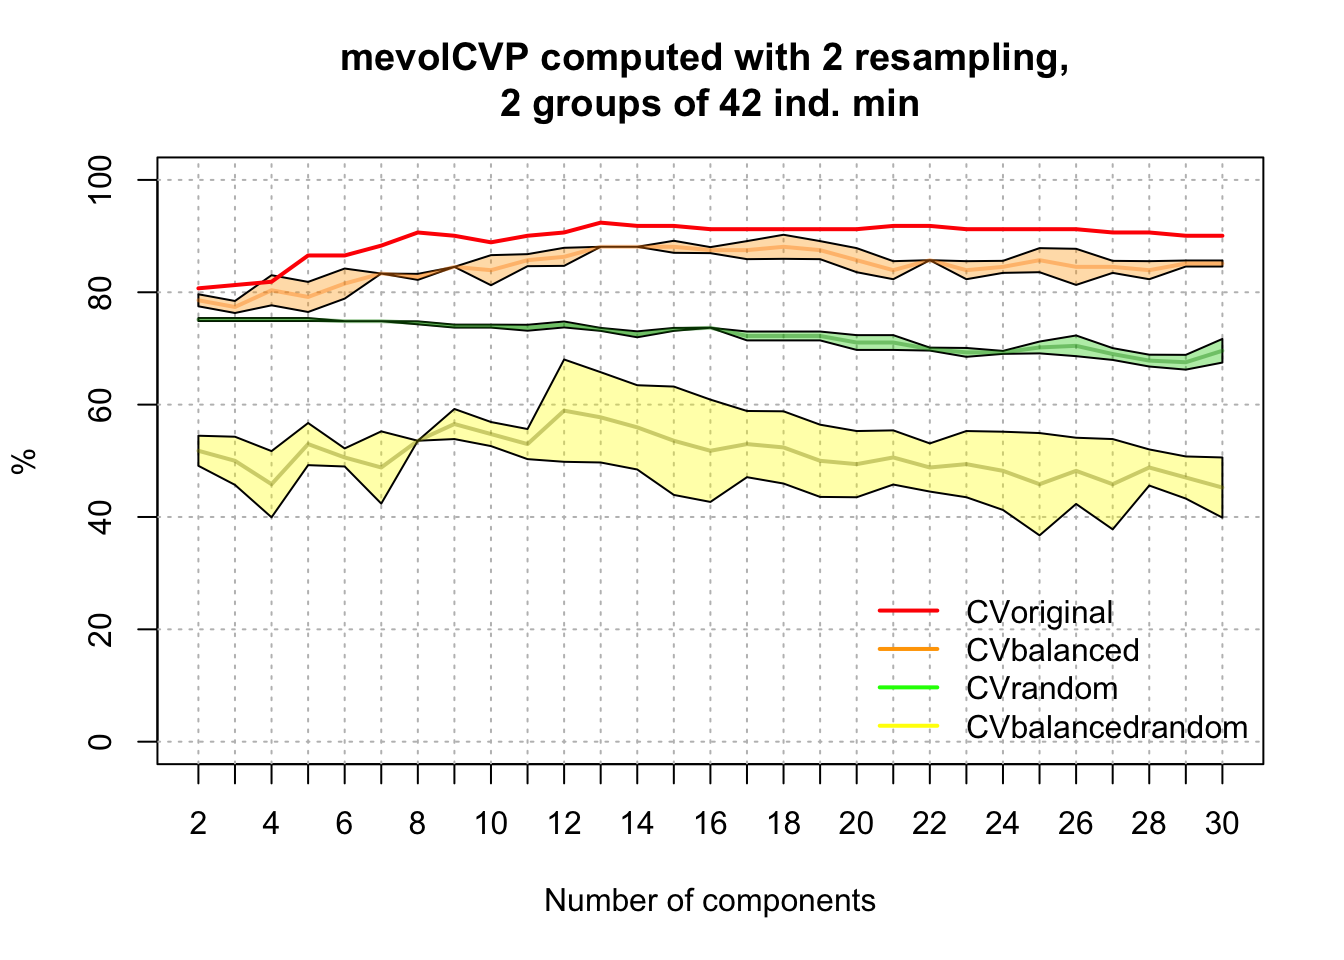 mevolCVP computed with 2 resampling,
2 groups of 42 ind. min
100
80
60
40
20
0
%
CVoriginal
CVbalanced
CVrandom
CVbalancedrandom
2 4 6 8 10 12 14 16 18 20 22 24 26 28 30
Number of components